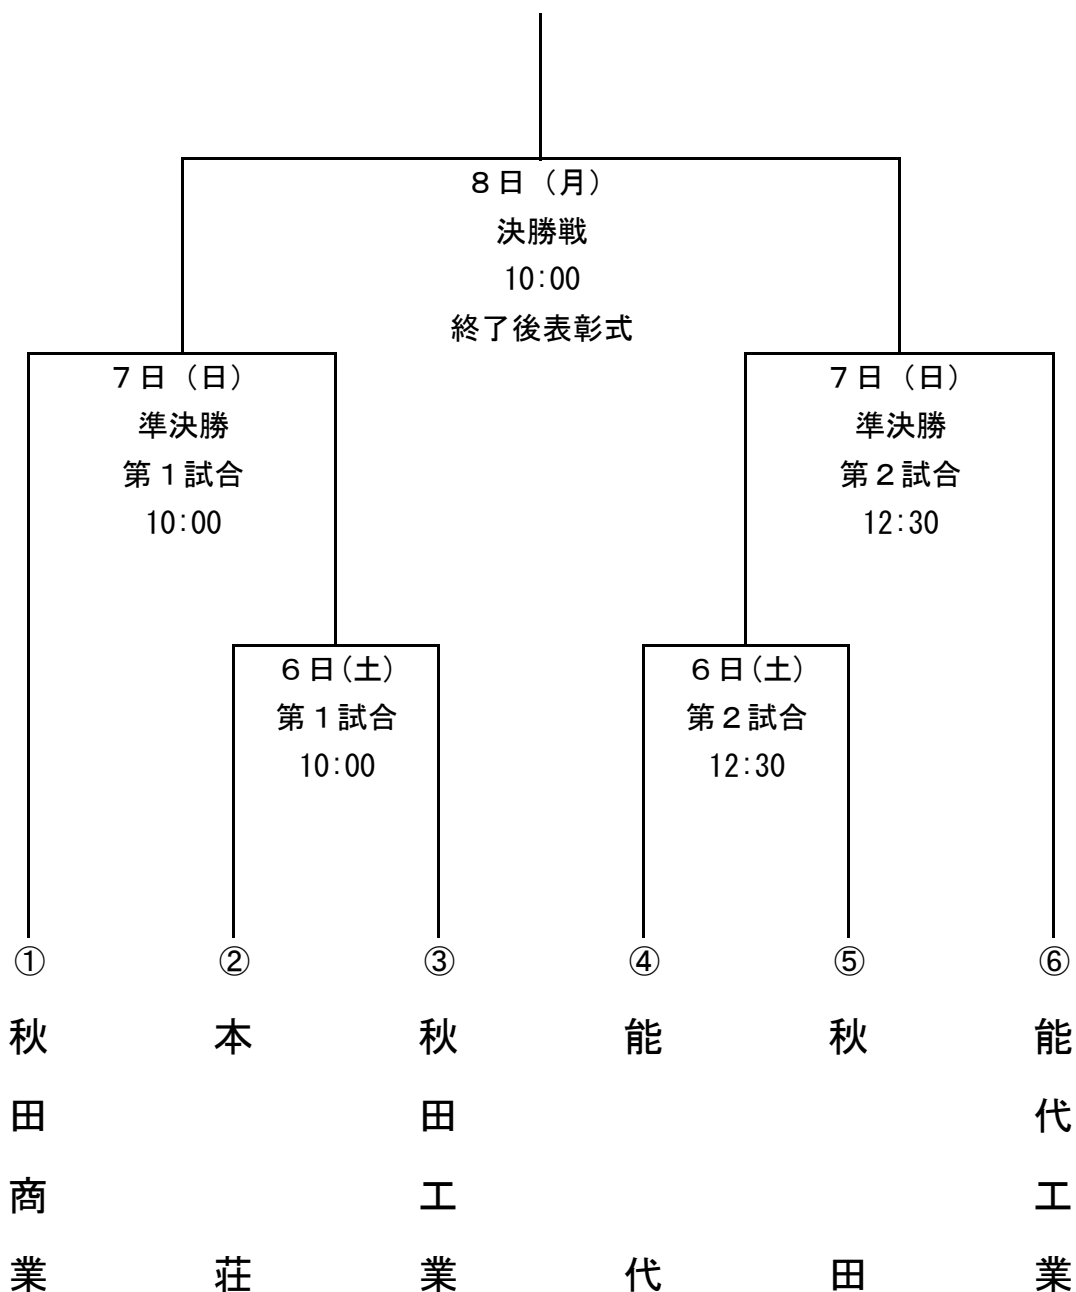 ８日（月）
決勝戦
10:00
終了後表彰式
７日（日）
準決勝
第１試合
10:00
７日（日）
準決勝
第２試合
12:30
６日(土)
第１試合
10:00
６日(土)
第２試合
12:30
①
秋田商業
②
本荘
③
秋田工業
④
能代
⑤
秋田
⑥
能代工業